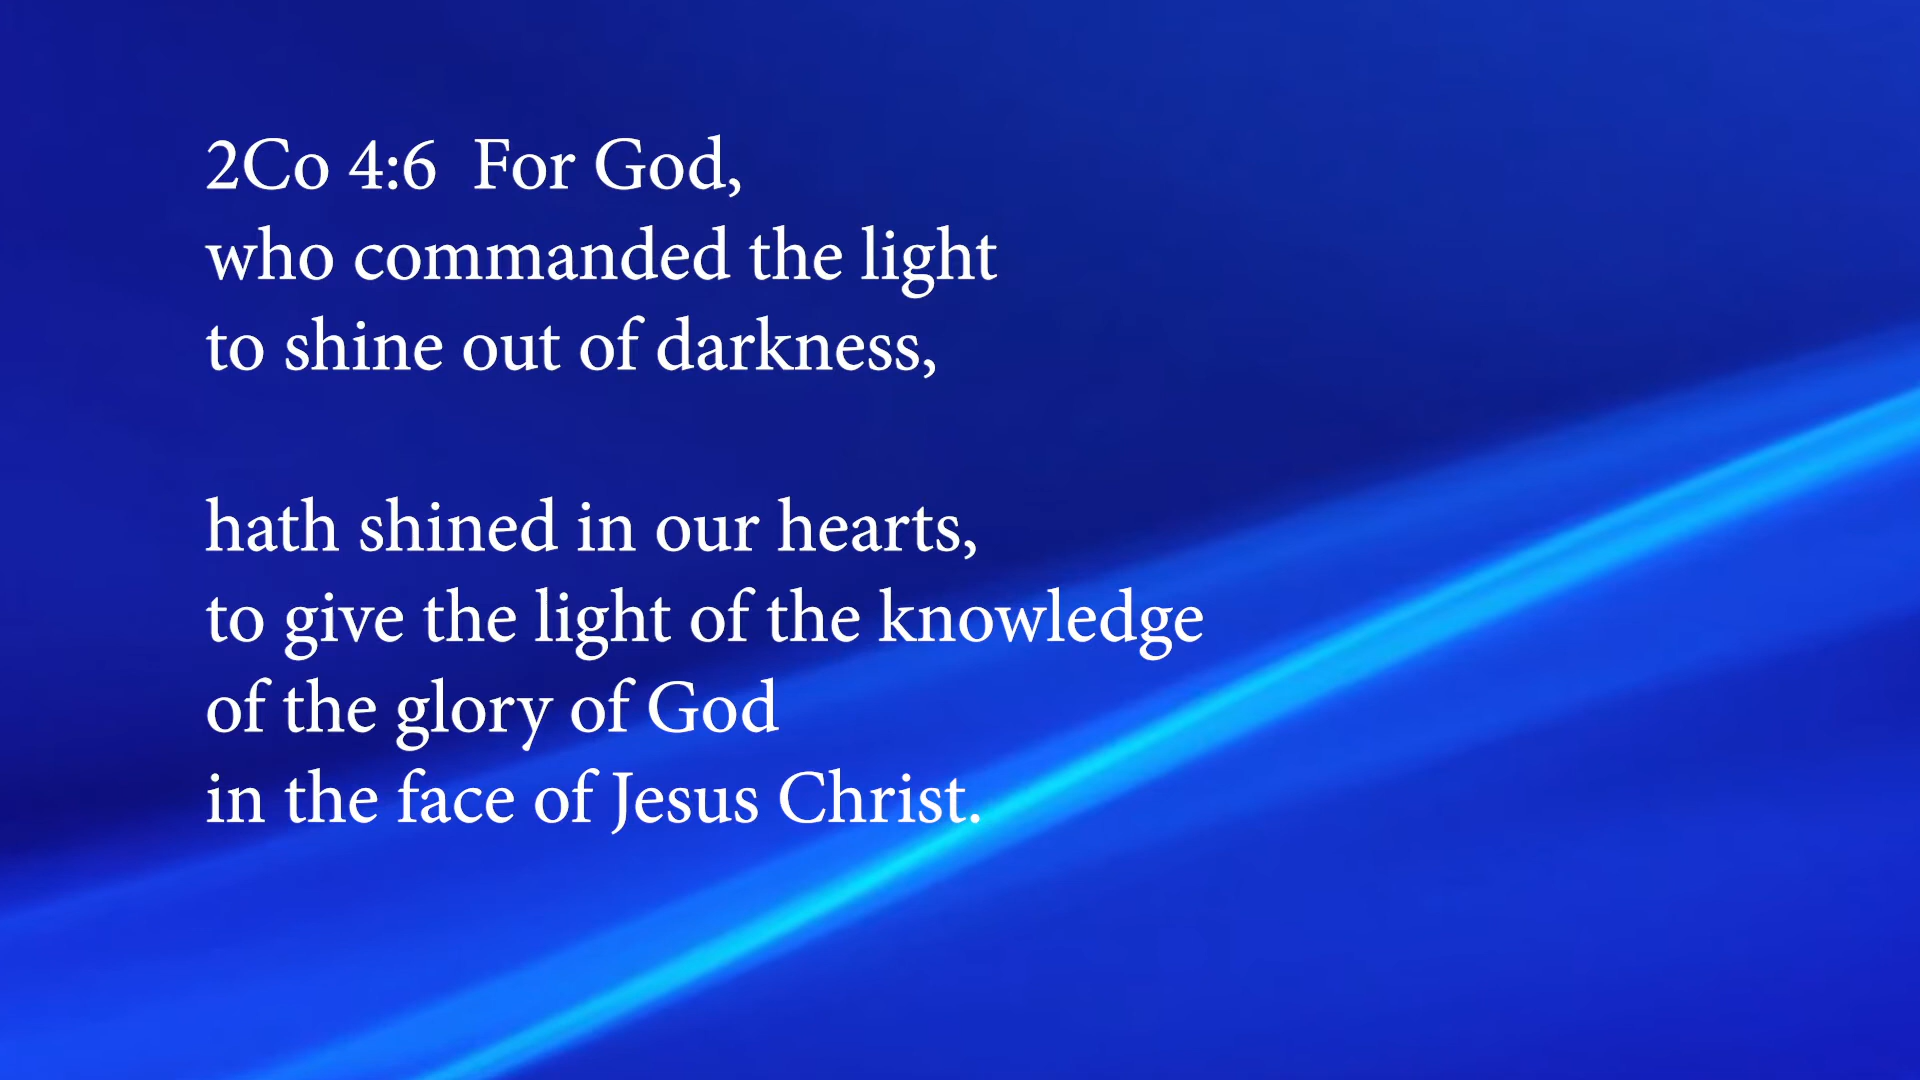 2Co 4:6  For God,
who commanded the light
to shine out of darkness,
hath shined in our hearts,
to give the light of the knowledge
of the glory of God
in the face of Jesus Christ.